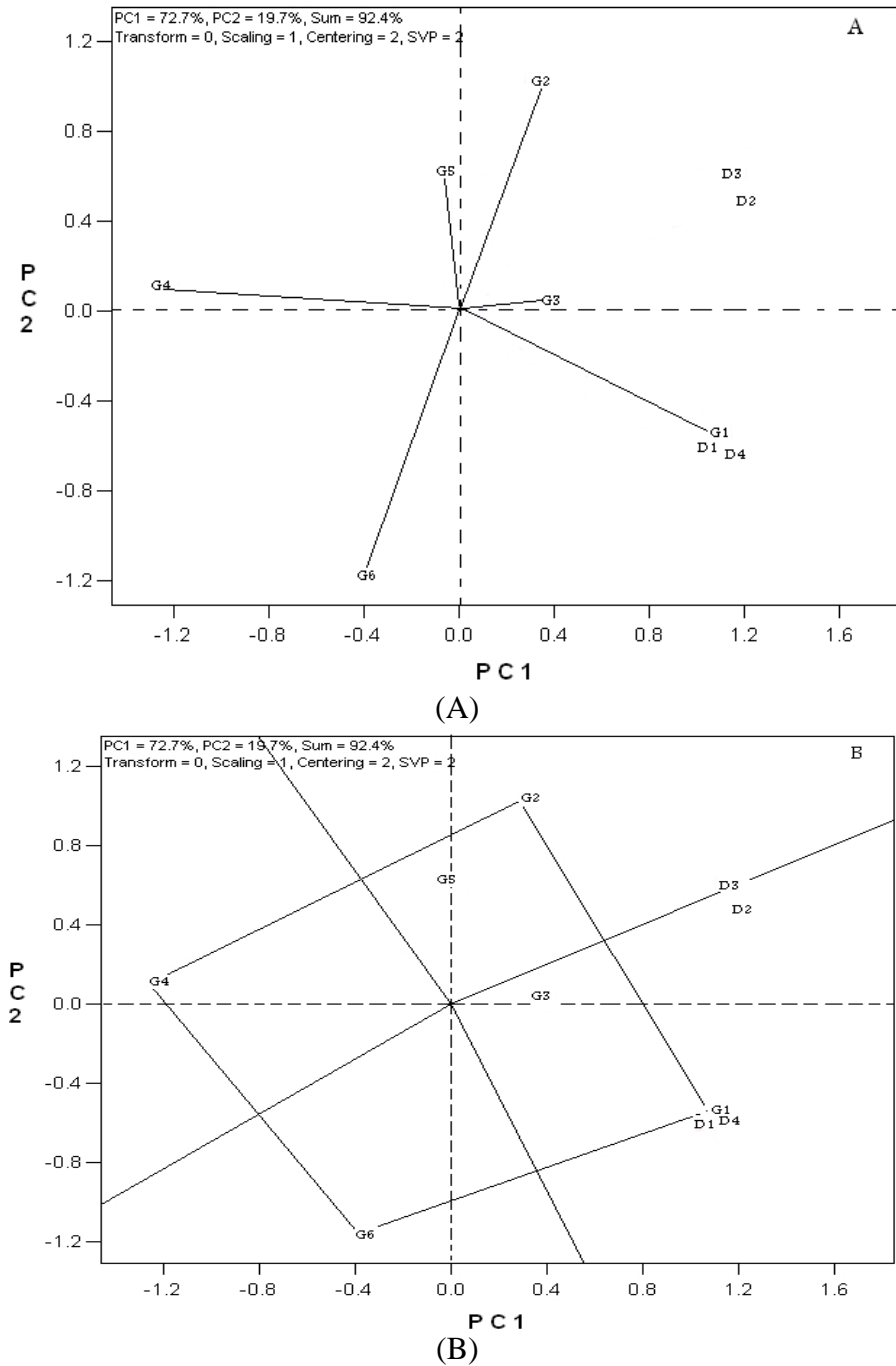 PC1 = 72.7%, PC2 = 19.7%, Sum = 92.4%
Transform = 0, Scaling = 1, Centering = 2, SVP = 2
A
1.2
G2
0.8
G5
D3
D2
0.4
P
C
2
G4
G3
0.0
-0.4
G1
D1
D4
-0.8
G6
-1.2
-1.2 -0.8 -0.4 0.0 0.4 0.8 1.2 1.6
PC1
(A)
PC1 = 72.7%, PC2 = 19.7%, Sum = 92.4%
Transform = 0, Scaling = 1, Centering = 2, SVP = 2
B
1.2
G2
0.8
G5
D3
D2
0.4
P
C
2
G4
G3
0.0
-0.4
G1
D1
D4
-0.8
G6
-1.2
-1.2 -0.8 -0.4 0.0 0.4 0.8 1.2 1.6
PC1
(B)